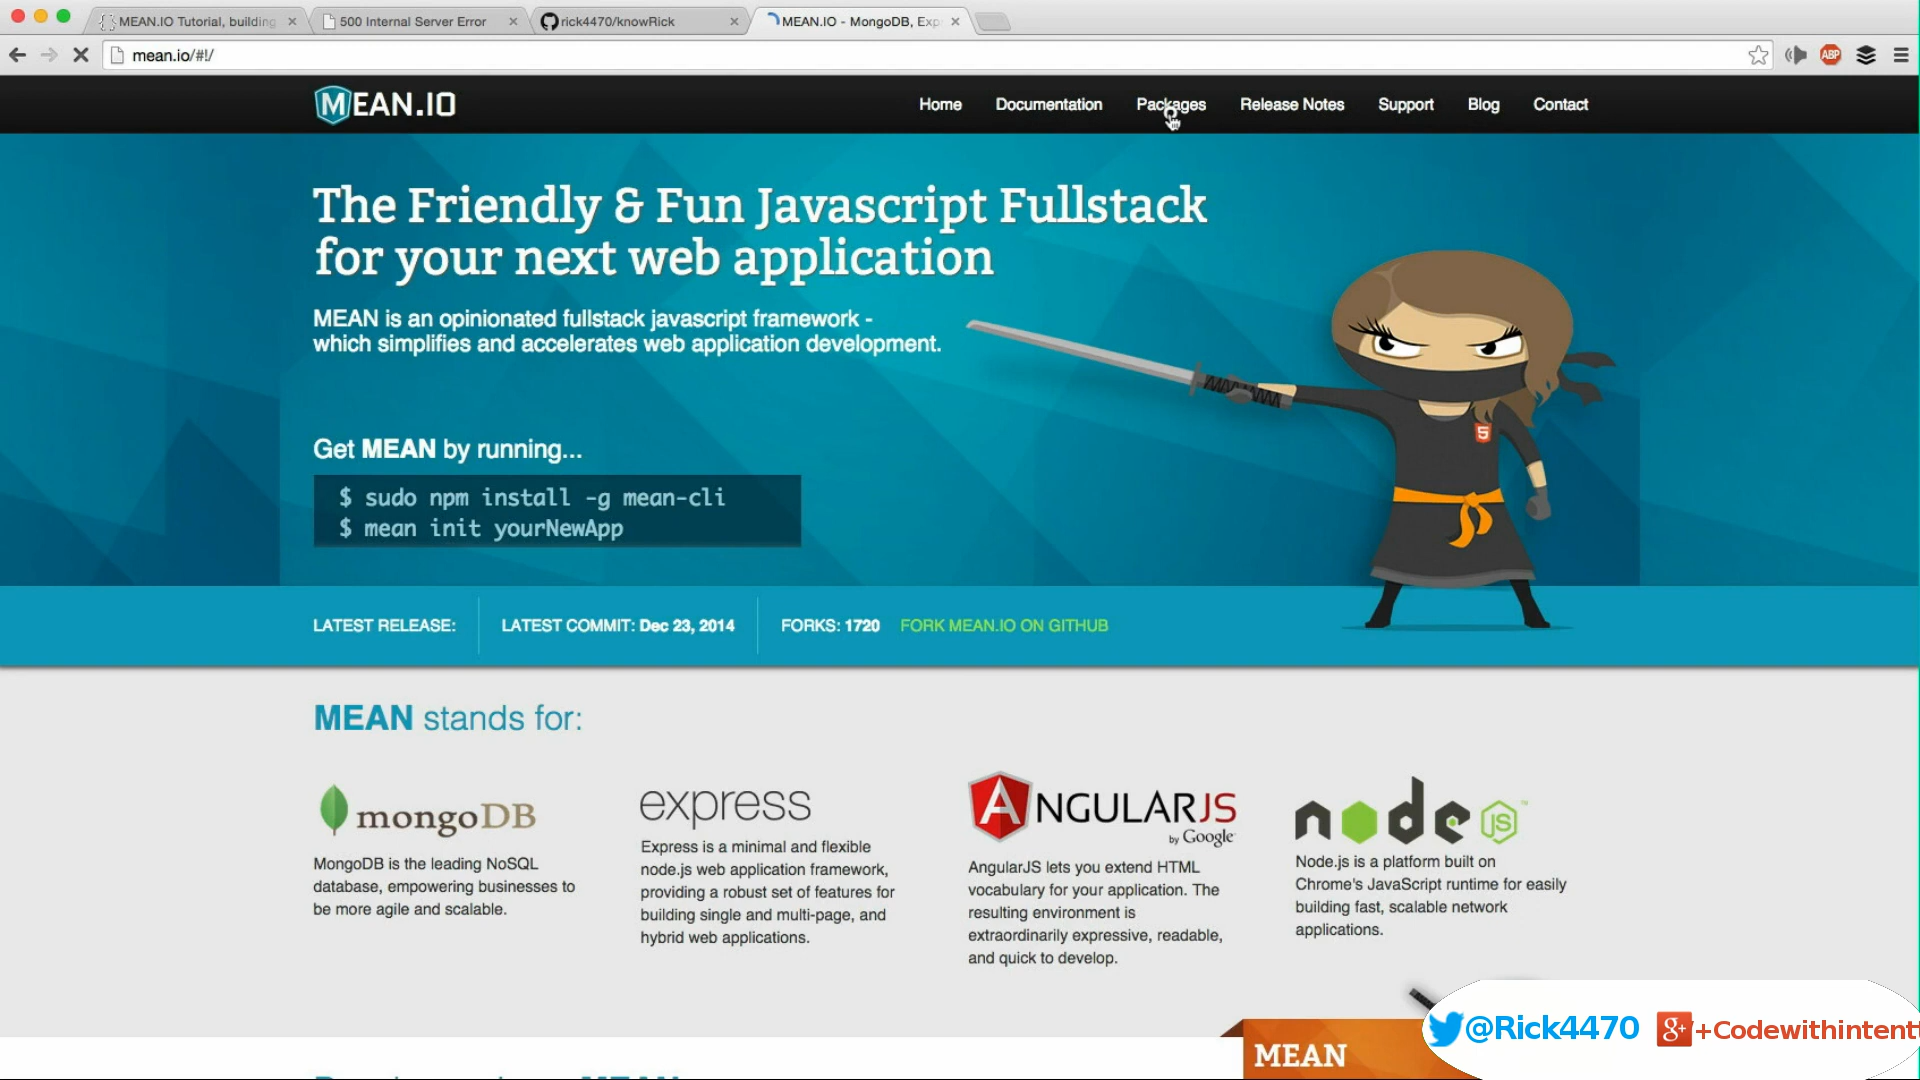 MEAN.IO Tutorial, building
500 Internal Server Error
rick4470/knowRick
MEAN.IO - MongoDB, Exp
mean.io/#!/
ABP
MEAN.IO
Home Documentation Packages Release Notes Support Blog Contact
The Friendly & Fun Javascript Fullstack
for your next web application
MEAN is an opinionated fullstack javascript framework -
which simplifies and accelerates web application development.
5
Get MEAN by running...
$ sudo npm install -g mean-cli
$ mean init yourNewApp
LATEST RELEASE:
LATEST COMMIT: Dec 23, 2014
FORKS: 1720
FORK MEAN.IO ON GITHUB
MEAN stands for:
mongoDB
MongoDB is the leading NoSQL
database, empowering businesses to
be more agile and scalable.
express
Express is a minimal and flexible
node.js web application framework,
providing a robust set of features for
building single and multi-page, and
hybrid web applications.
ANGULARJS
by Google
AngularJS lets you extend HTML
vocabulary for your application. The
resulting environment is
extraordinarily expressive, readable,
and quick to develop.
node JS ™
Node.js is a platform built on
Chrome's JavaScript runtime for easily
building fast, scalable network
applications.
@Rick4470
g+ +Codewithintentt
MEAN
MEAN